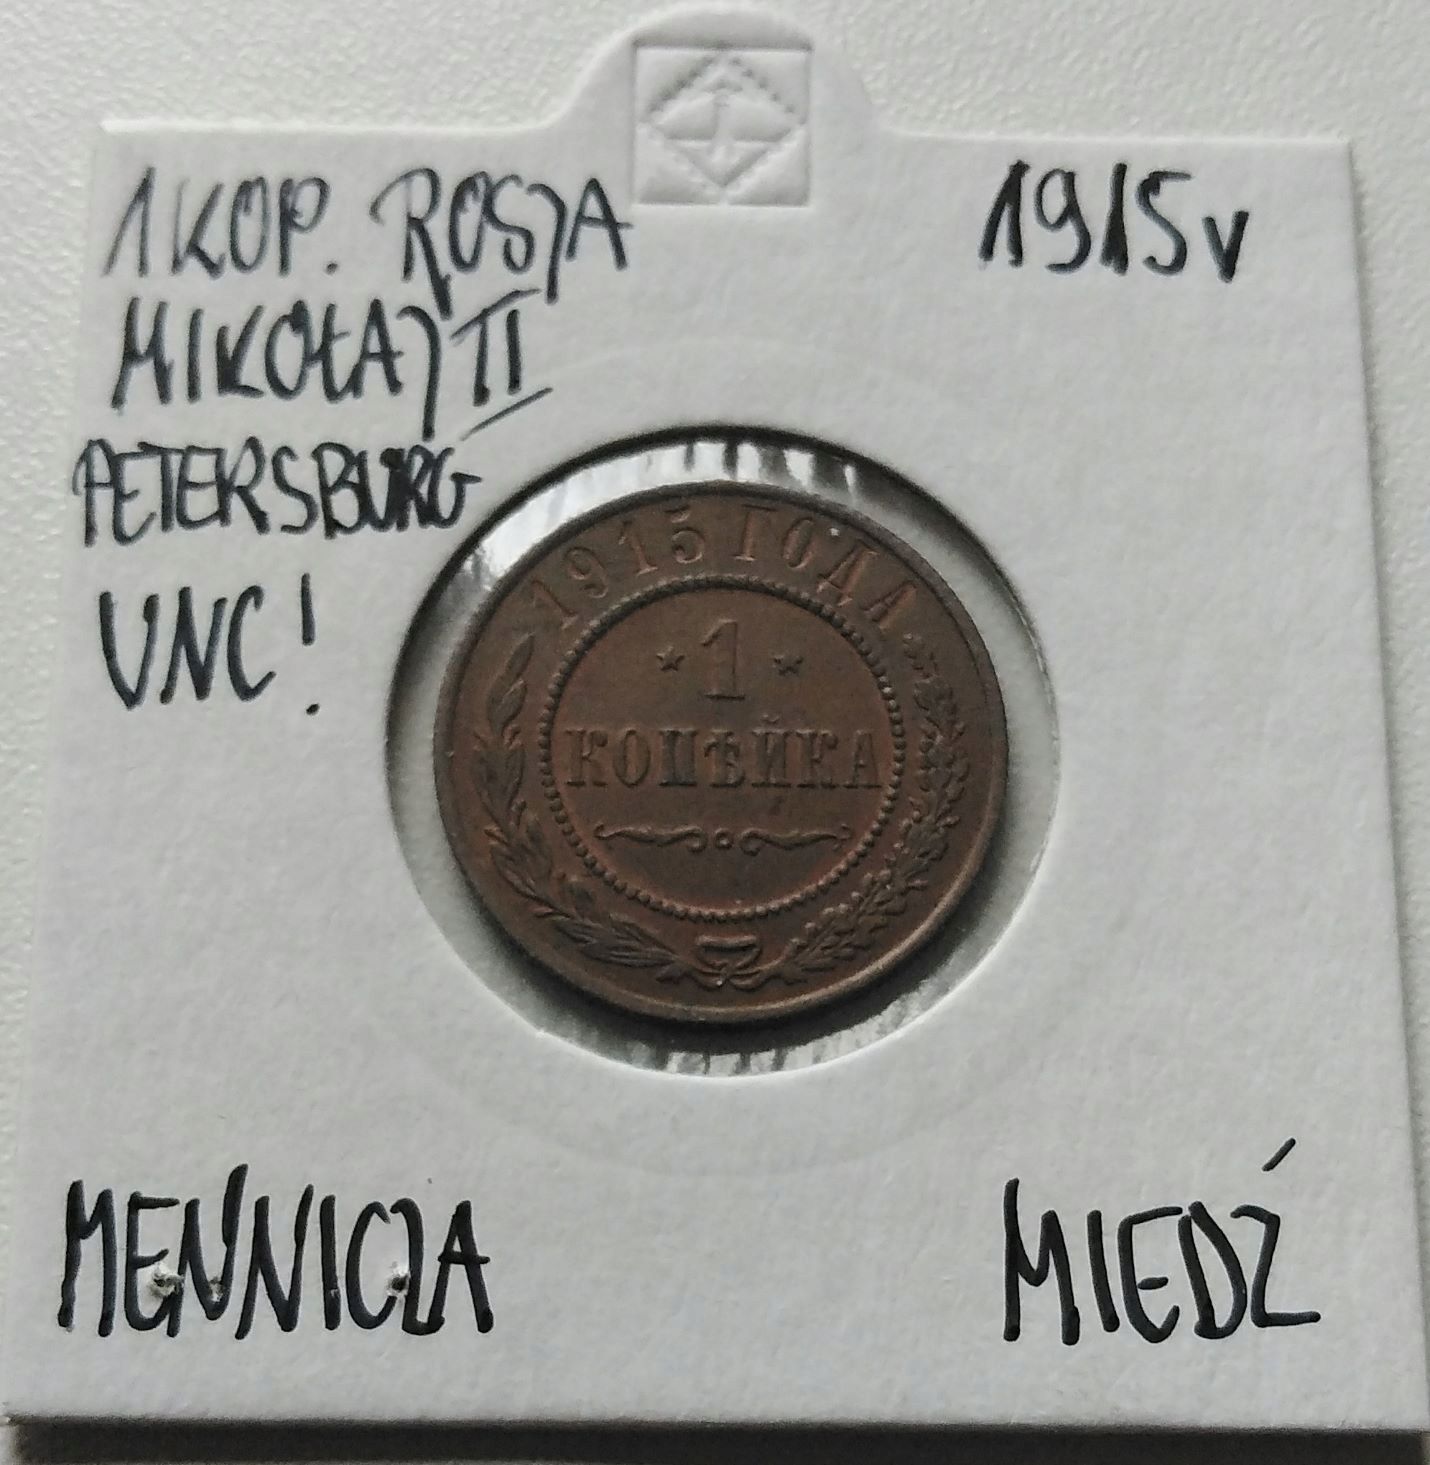 1 KOP. ROSJA
1915 v
MIKOŁAJ II
PETERSBURG
UNC!
1915 ГОДА
* 1 *
КОПѢЙКА
MENNICZA
MIEDŹ